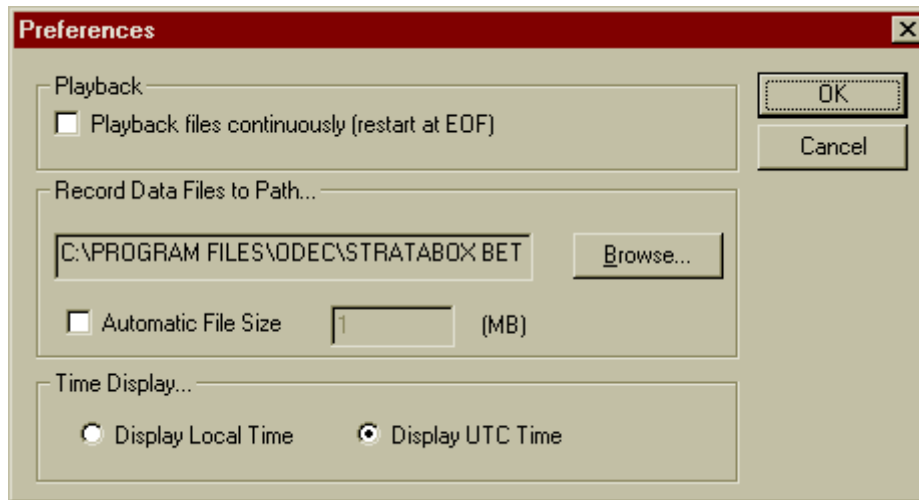 Preferences
Playback
Playback files continuously (restart at EOF)
OK
Cancel
Record Data Files to Path...
C:\PROGRAM FILES\ODEC\STRATABOX BET
Browse...
Automatic File Size 1 (MB)
Time Display...
Display Local Time Display UTC Time